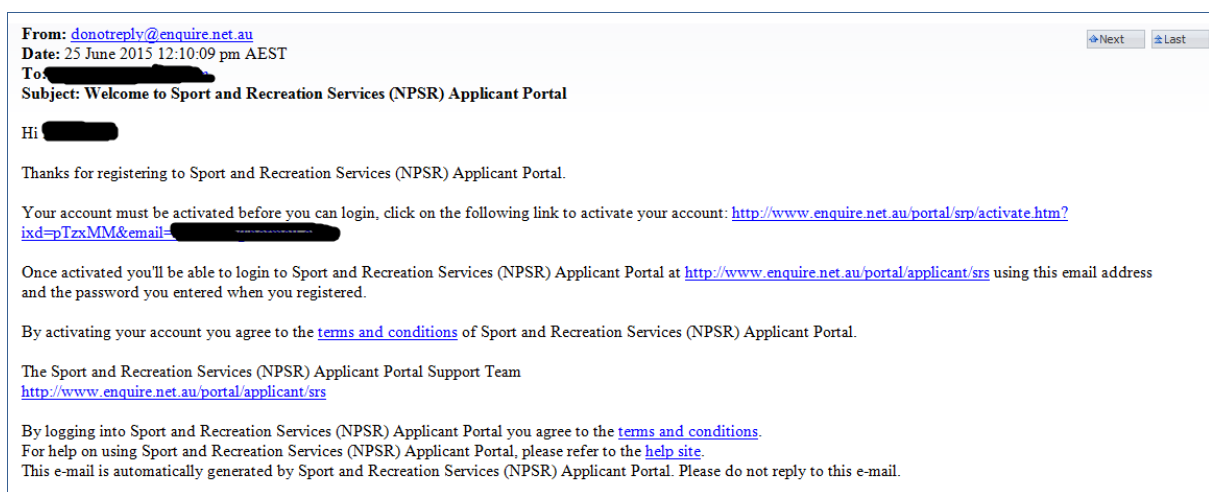 From: donotreply@enquire.net.au
Next
Last
Date: 25 June 2015 12:10:09 pm AEST
To:
Subject: Welcome to Sport and Recreation Services (NPSR) Applicant Portal
Hi
Thanks for registering to Sport and Recreation Services (NPSR) Applicant Portal.
Your account must be activated before you can login, click on the following link to activate your account: http://www.enquire.net.au/portal/srp/activate.htm?
ixd=pTzxMM&email=
Once activated you'll be able to login to Sport and Recreation Services (NPSR) Applicant Portal at http://www.enquire.net.au/portal/applicant/srs using this email address
and the password you entered when you registered.
By activating your account you agree to the terms and conditions of Sport and Recreation Services (NPSR) Applicant Portal.
The Sport and Recreation Services (NPSR) Applicant Portal Support Team
http://www.enquire.net.au/portal/applicant/srs
By logging into Sport and Recreation Services (NPSR) Applicant Portal you agree to the terms and conditions.
For help on using Sport and Recreation Services (NPSR) Applicant Portal, please refer to the help site.
This e-mail is automatically generated by Sport and Recreation Services (NPSR) Applicant Portal. Please do not reply to this e-mail.